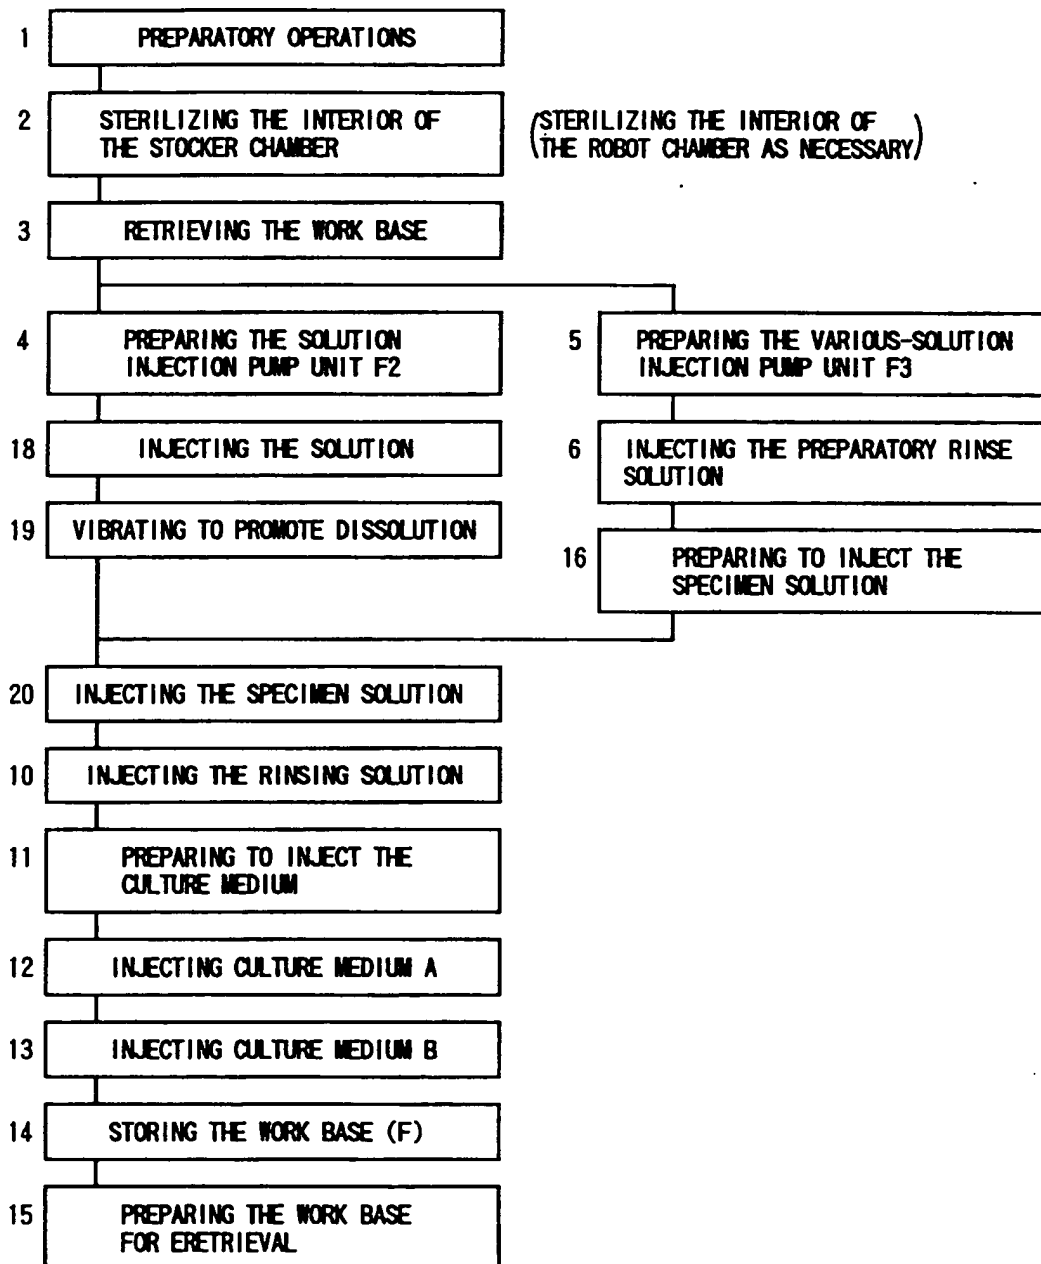 1 PREPARATORY OPERATIONS
2 STERILIZING THE INTERIOR OF
THE STOCKER CHAMBER
(STERILIZING THE INTERIOR OF
THE ROBOT CHAMBER AS NECESSARY)
3 RETRIEVING THE WORK BASE
4 PREPARING THE SOLUTION
INJECTION PUMP UNIT F2
18 INJECTING THE SOLUTION
19 VIBRATING TO PROMOTE DISSOLUTION
5 PREPARING THE VARIOUS-SOLUTION
INJECTION PUMP UNIT F3
6 INJECTING THE PREPARATORY RINSE
SOLUTION
16 PREPARING TO INJECT THE
SPECIMEN SOLUTION
20 INJECTING THE SPECIMEN SOLUTION
10 INJECTING THE RINSING SOLUTION
11 PREPARING TO INJECT THE
CULTURE MEDIUM
12 INJECTING CULTURE MEDIUM A
13 INJECTING CULTURE MEDIUM B
14 STORING THE WORK BASE (F)
15 PREPARING THE WORK BASE
FOR ERETRIEVAL